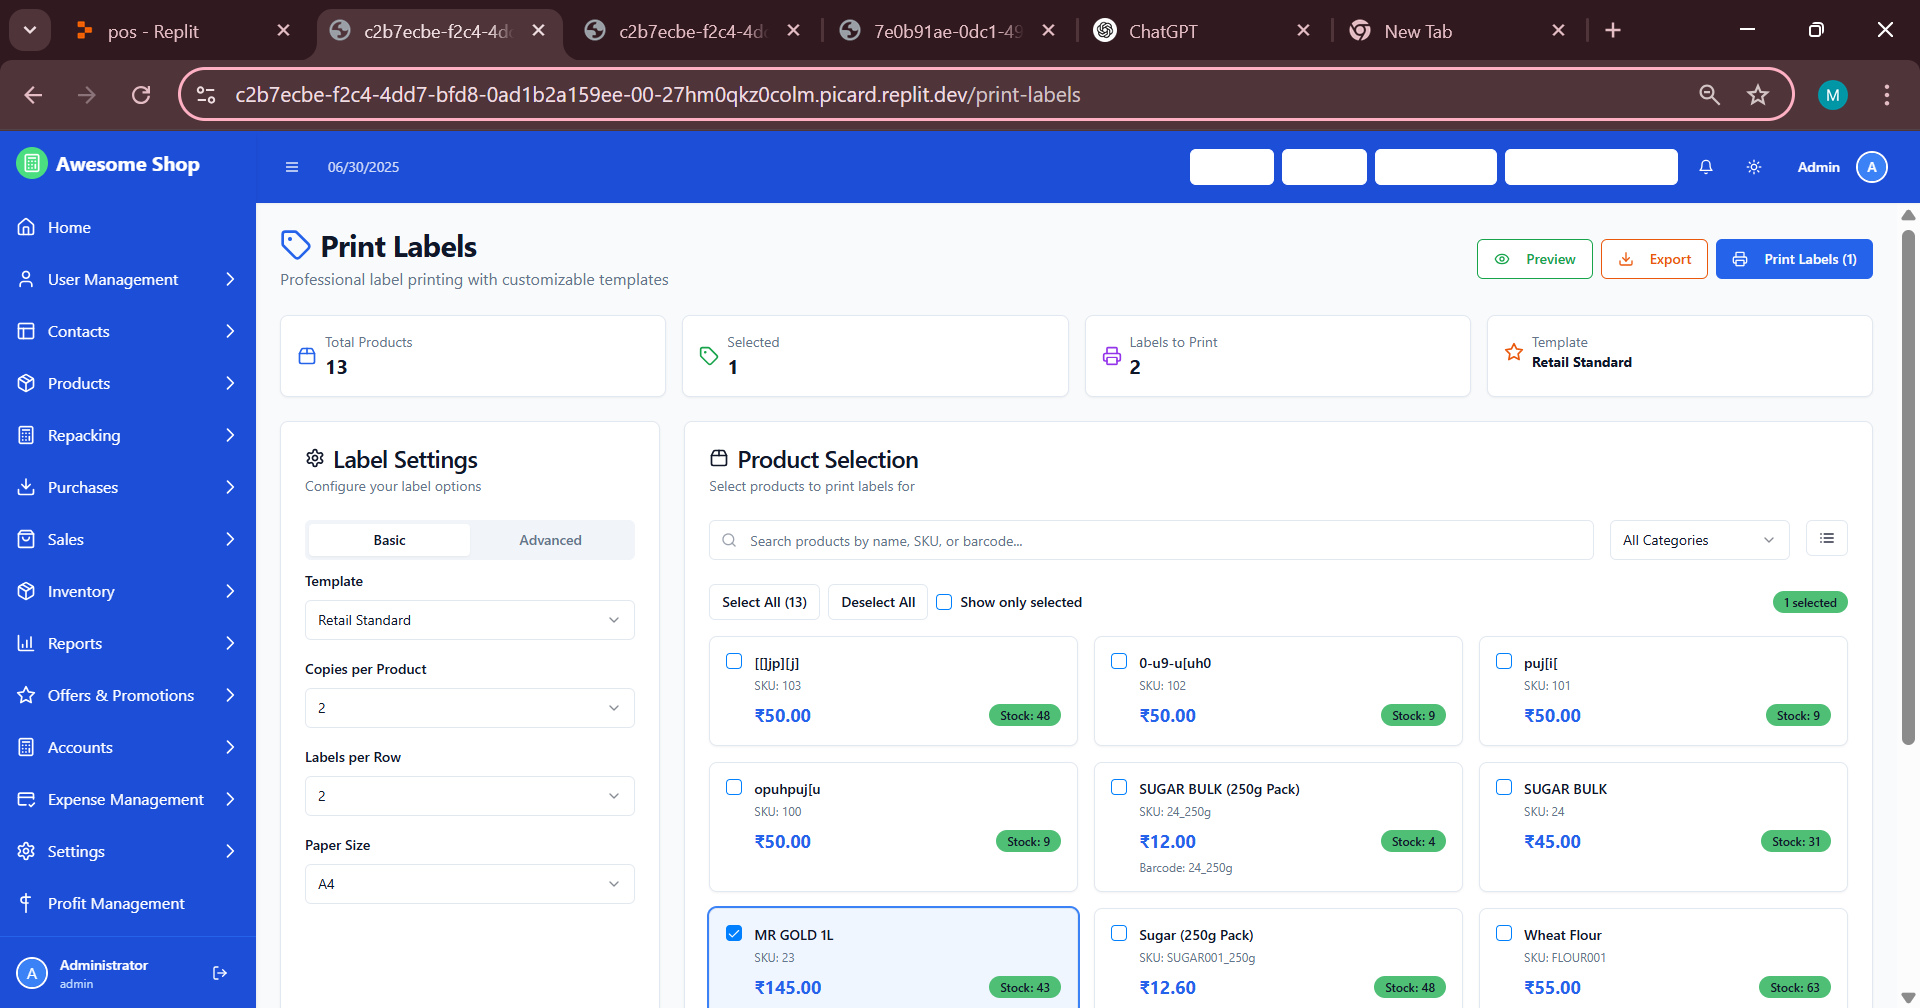 pos - Replit
c2b7ecbe-f2c4-4d
c2b7ecbe-f2c4-4d
7e0b91ae-0dc1-49
ChatGPT
New Tab
c2b7ecbe-f2c4-4dd7-bfd8-0ad1b2a159ee-00-27hm0qkz0colm.picard.replit.dev/print-labels
M
Awesome Shop
06/30/2025
Admin
A
Home
User Management
Contacts
Products
Repacking
Purchases
Sales
Inventory
Reports
Offers & Promotions
Accounts
Expense Management
Settings
Profit Management
A
Administrator
admin
Print Labels
Professional label printing with customizable templates
Preview
Export
Print Labels (1)
Total Products
13
Selected
1
Labels to Print
2
Template
Retail Standard
Label Settings
Configure your label options
Basic
Advanced
Template
Retail Standard
Copies per Product
2
Labels per Row
2
Paper Size
A4
Product Selection
Select products to print labels for
Search products by name, SKU, or barcode...
All Categories
Select All (13)
Deselect All
Show only selected
1 selected
[[]jp][j]
SKU: 103
₹50.00
Stock: 48
0-u9-u[uh0
SKU: 102
₹50.00
Stock: 9
puj[i[
SKU: 101
₹50.00
Stock: 9
opuhpuj[u
SKU: 100
₹50.00
Stock: 9
SUGAR BULK (250g Pack)
SKU: 24_250g
₹12.00
Stock: 4
Barcode: 24_250g
SUGAR BULK
SKU: 24
₹45.00
Stock: 31
MR GOLD 1L
SKU: 23
₹145.00
Stock: 43
Sugar (250g Pack)
SKU: SUGAR001_250g
₹12.60
Stock: 48
Wheat Flour
SKU: FLOUR001
₹55.00
Stock: 63